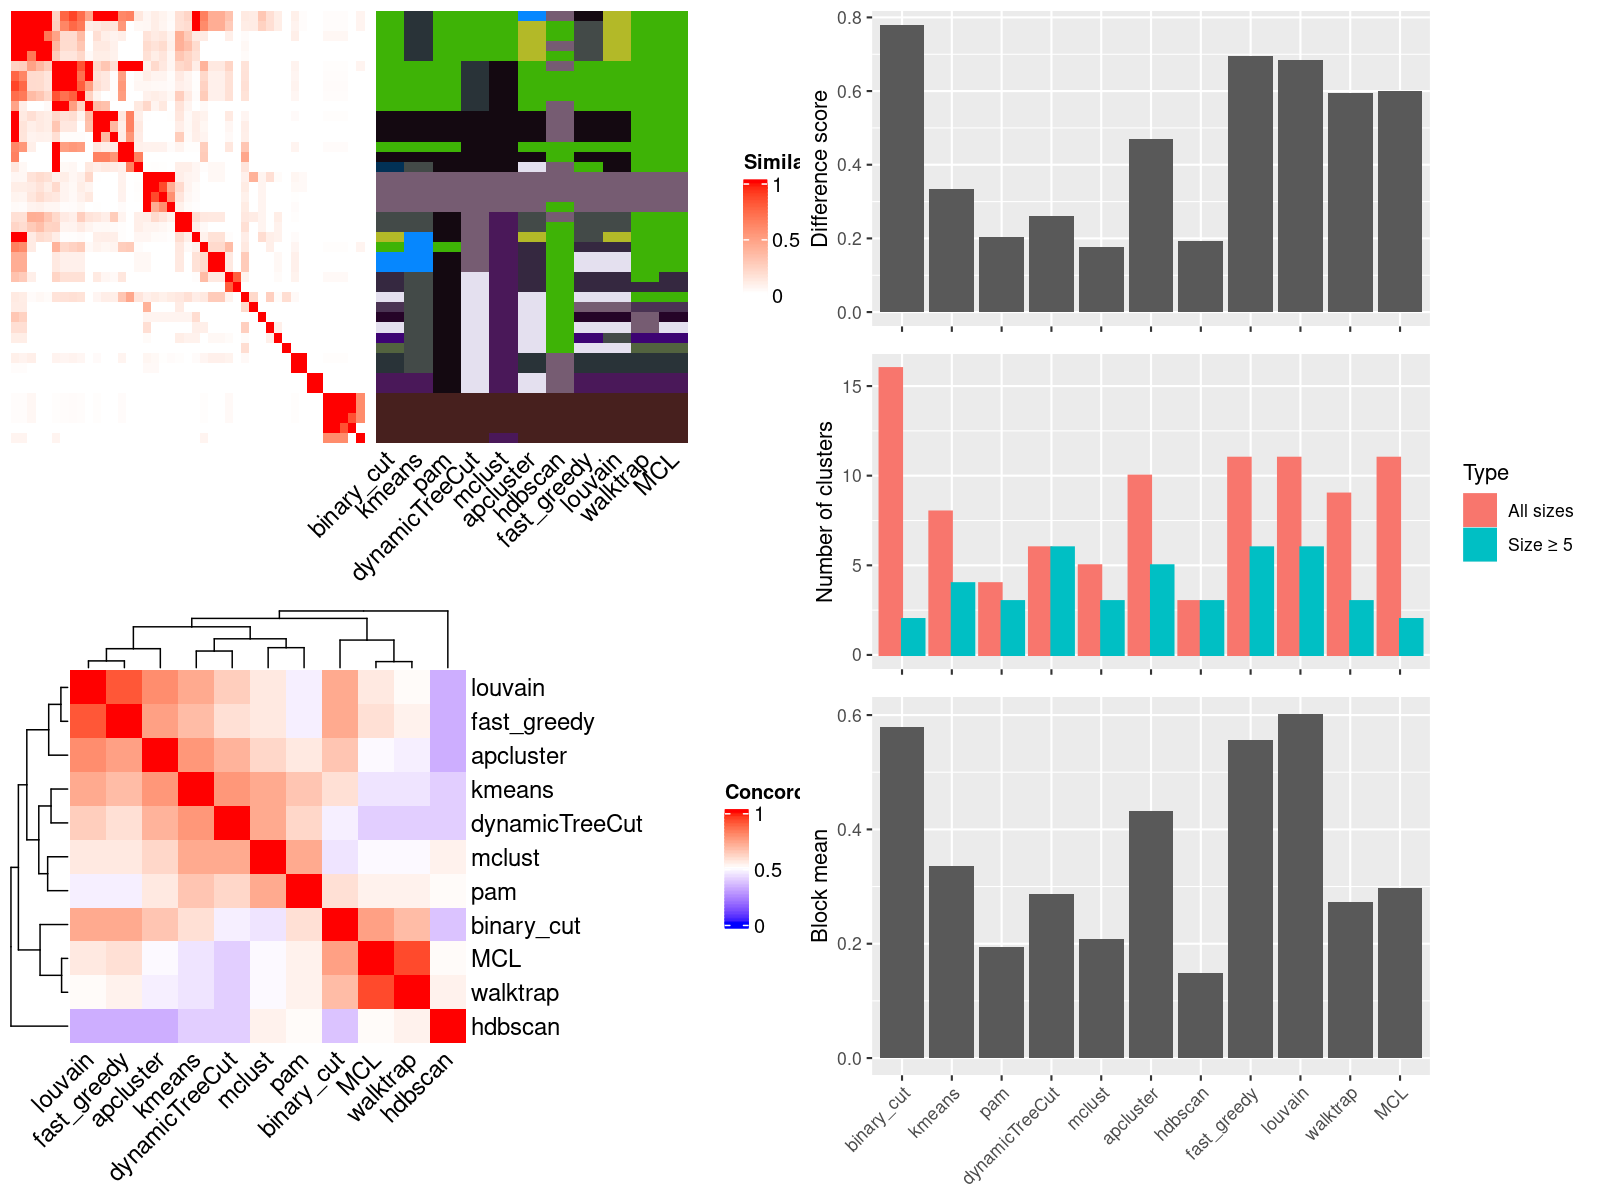 Simila
1
0.5
0
binary_cut
kmeans
pam
dynamicTreeCut
mclust
apcluster
hdbscan
fast_greedy
louvain
walktrap
MCL
louvain
fast_greedy
apcluster
kmeans
dynamicTreeCut
mclust
pam
binary_cut
MCL
walktrap
hdbscan
louvain
fast_greedy
apcluster
kmeans
dynamicTreeCut
mclust
pam
binary_cut
MCL
walktrap
hdbscan
Concord
1
0.5
0
Difference score
0.8
0.6
0.4
0.2
0.0
Number of clusters
15
10
5
0
Type
All sizes
Size ≥ 5
Block mean
0.6
0.4
0.2
0.0
binary_cut
kmeans
pam
dynamicTreeCut
mclust
apcluster
hdbscan
fast_greedy
louvain
walktrap
MCL